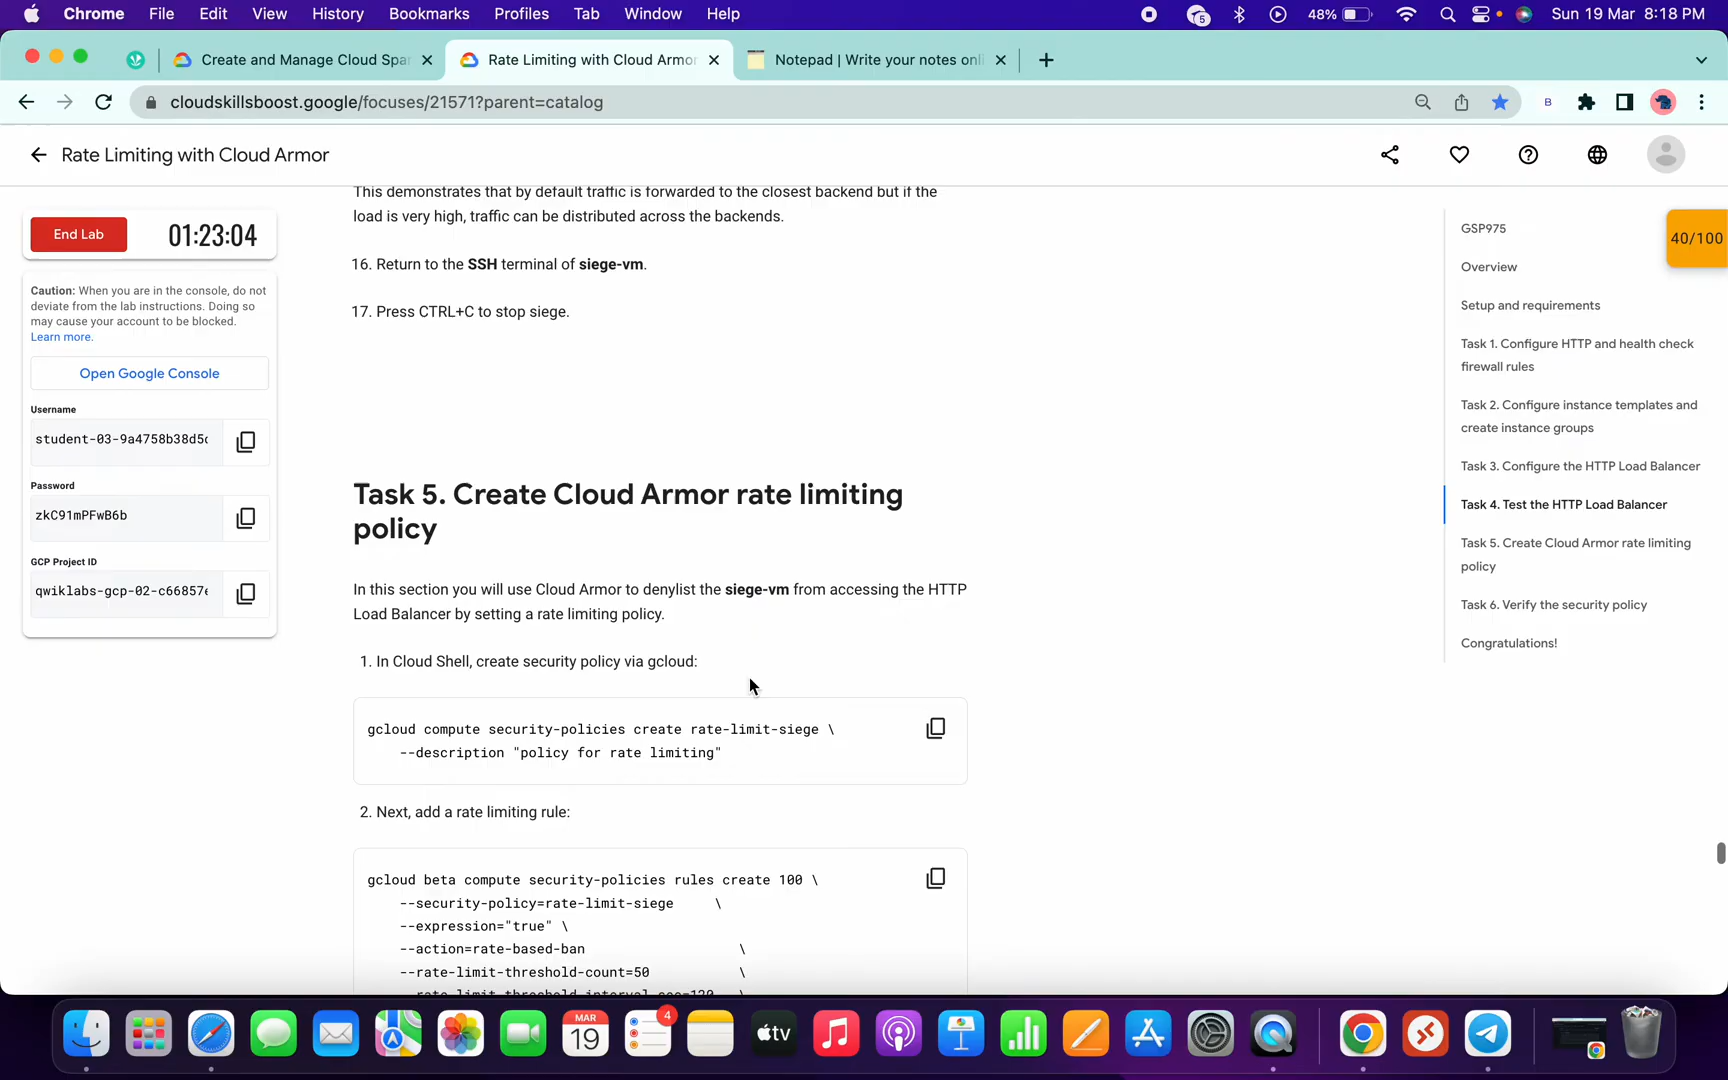 Chrome File Edit View History Bookmarks Profiles Tab Window Help 5 48% Sun 19 Mar 8:18 PM
Create and Manage Cloud Spa Rate Limiting with Cloud Armor Notepad | Write your notes onli
cloudskillsboost.google/focuses/21571?parent=catalog B
Rate Limiting with Cloud Armor
End Lab 01:23:04
Caution: When you are in the console, do not
deviate from the lab instructions. Doing so
may cause your account to be blocked.
Learn more.
Open Google Console
Username
student-03-9a4758b38d5
Password
zkC91mPFwB6b
GCP Project ID
qwiklabs-gcp-02-c66857
This demonstrates that by default traffic is forwarded to the closest backend but if the
load is very high, traffic can be distributed across the backends.
16. Return to the SSH terminal of siege-vm.
17. Press CTRL+C to stop siege.
Task 5. Create Cloud Armor rate limiting
policy
In this section you will use Cloud Armor to denylist the siege-vm from accessing the HTTP
Load Balancer by setting a rate limiting policy.
1. In Cloud Shell, create security policy via gcloud:
gcloud compute security-policies create rate-limit-siege \
--description "policy for rate limiting"
2. Next, add a rate limiting rule:
gcloud beta compute security-policies rules create 100 \
--security-policy=rate-limit-siege \
--expression="true" \
--action=rate-based-ban \
--rate-limit-threshold-count=50 \
--rate-limit-threshold-interval-sec=120 \
GSP975
40/100
Overview
Setup and requirements
Task 1. Configure HTTP and health check
firewall rules
Task 2. Configure instance templates and
create instance groups
Task 3. Configure the HTTP Load Balancer
Task 4. Test the HTTP Load Balancer
Task 5. Create Cloud Armor rate limiting
policy
Task 6. Verify the security policy
Congratulations!
MAR
19
4
tv